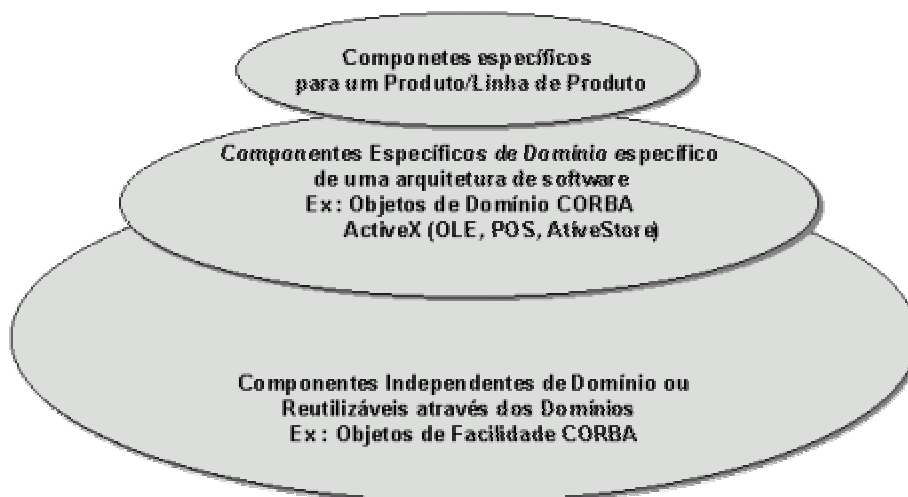 Componetes específicos
para um Produto/Linha de Produto
Componentes Específicos de Domínio específico
de uma arquitetura de software
Ex: Objetos de Domínio CORBA
ActiveX (OLE, POS, AtiveStore)
Componentes Independentes de Domínio ou
Reutilizáveis através dos Domínios
Ex: Objetos de Facilidade CORBA